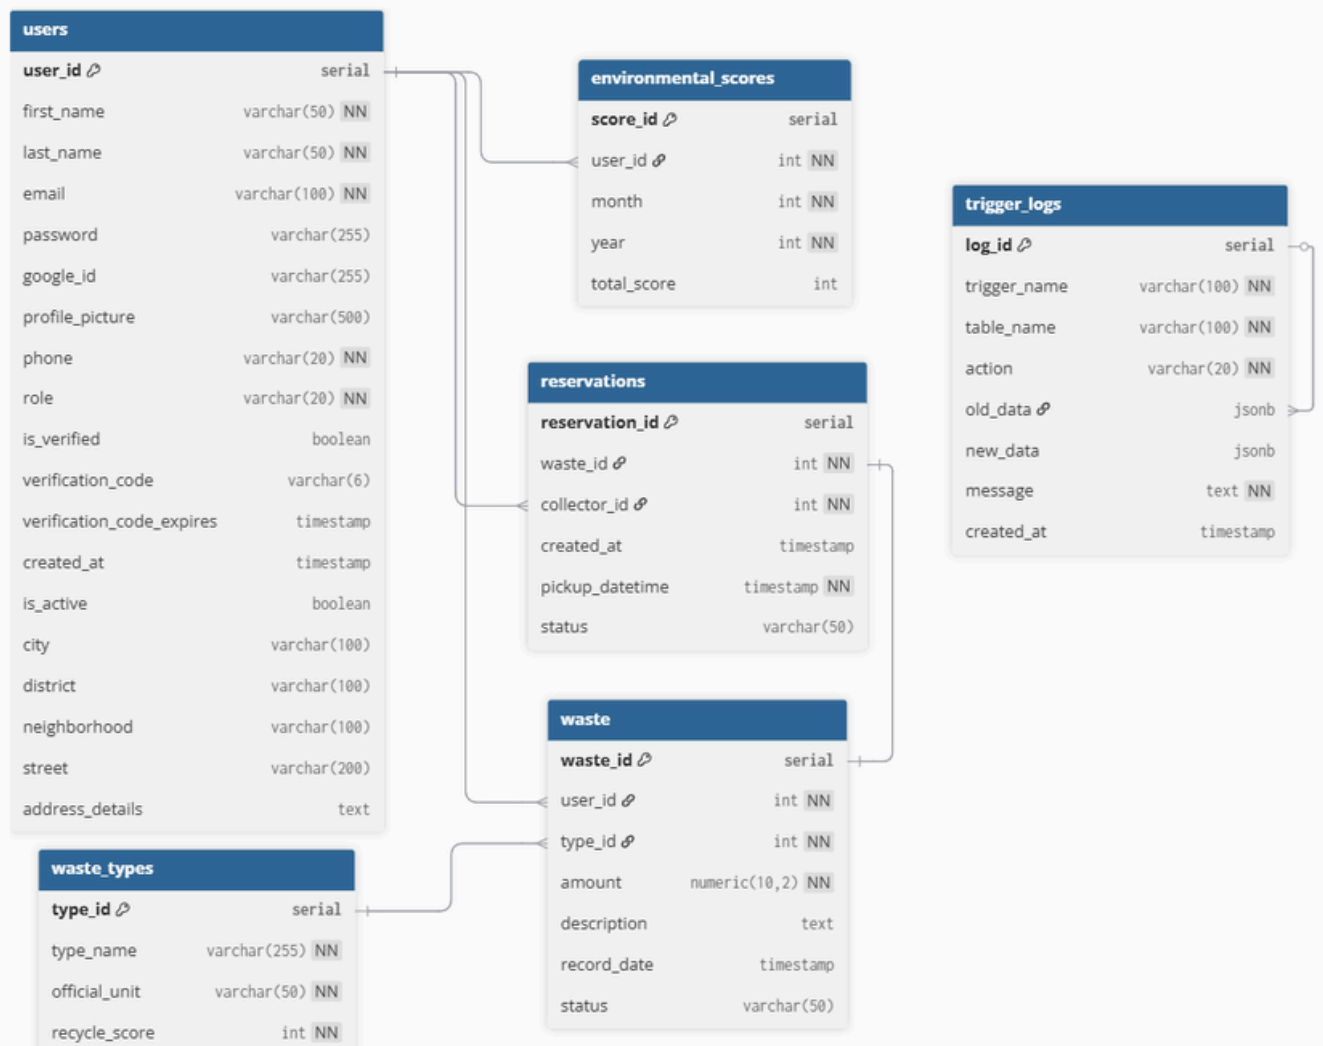 users
user_id serial
first_name varchar(50) NN
last_name varchar(50) NN
email varchar(100) NN
password varchar(255)
google_id varchar(255)
profile_picture varchar(500)
phone varchar(20) NN
role varchar(20) NN
is_verified boolean
verification_code varchar(6)
verification_code_expires timestamp
created_at timestamp
is_active boolean
city varchar(100)
district varchar(100)
neighborhood varchar(100)
street varchar(200)
address_details text
waste_types
type_id serial
type_name varchar(255) NN
official_unit varchar(50) NN
recycle_score int NN
environmental_scores
score_id serial
user_id int NN
month int NN
year int NN
total_score int
reservations
reservation_id serial
waste_id int NN
collector_id int NN
created_at timestamp
pickup_datetime timestamp NN
status varchar(50)
waste
waste_id serial
user_id int NN
type_id int NN
amount numeric(10,2) NN
description text
record_date timestamp
status varchar(50)
trigger_logs
log_id serial
trigger_name varchar(100) NN
table_name varchar(100) NN
action varchar(20) NN
old_data jsonb
new_data jsonb
message text NN
created_at timestamp